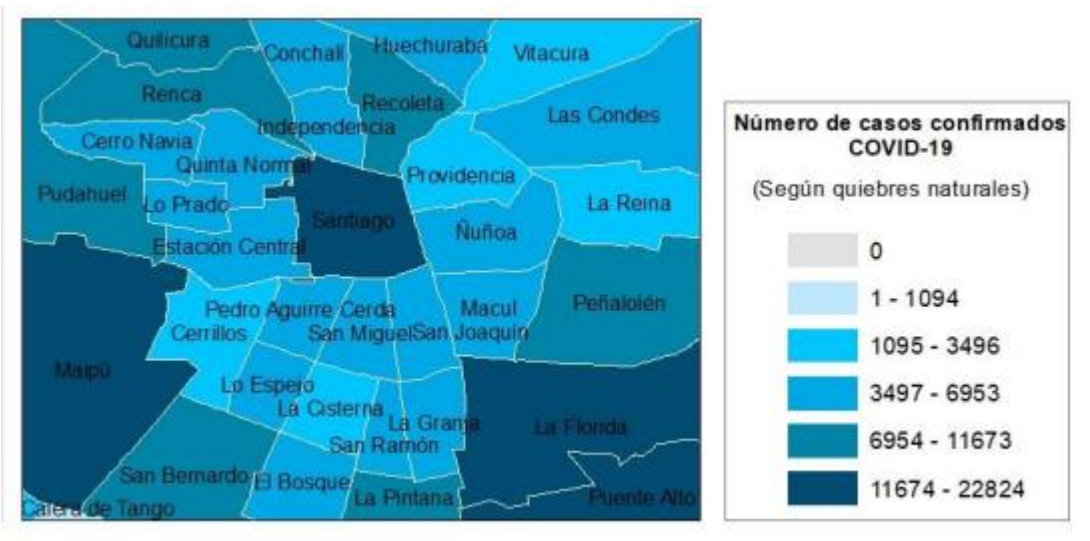 Quilicura
Conchalí
Huechuraba
Vitacura
Renca
Recoleta
Las Condes
Independencia
Cerro Navia
Quinta Normal
Providencia
Pudahuel
Lo Prado
La Reina
Santiago
Ñuñoa
Estación Central
Peñalolén
Pedro Aguirre Cerda
Macul
Cerrillos
San Miguel
San Joaquín
Maipú
Lo Espejo
La Cisterna
La Granja
La Florida
San Ramón
San Bernardo
El Bosque
La Pintana
Puente Alto
Calera de Tango
Número de casos confirmados
COVID-19
(Según quiebres naturales)
0
1 - 1094
1095 - 3496
3497 - 6953
6954 - 11673
11674 - 22824